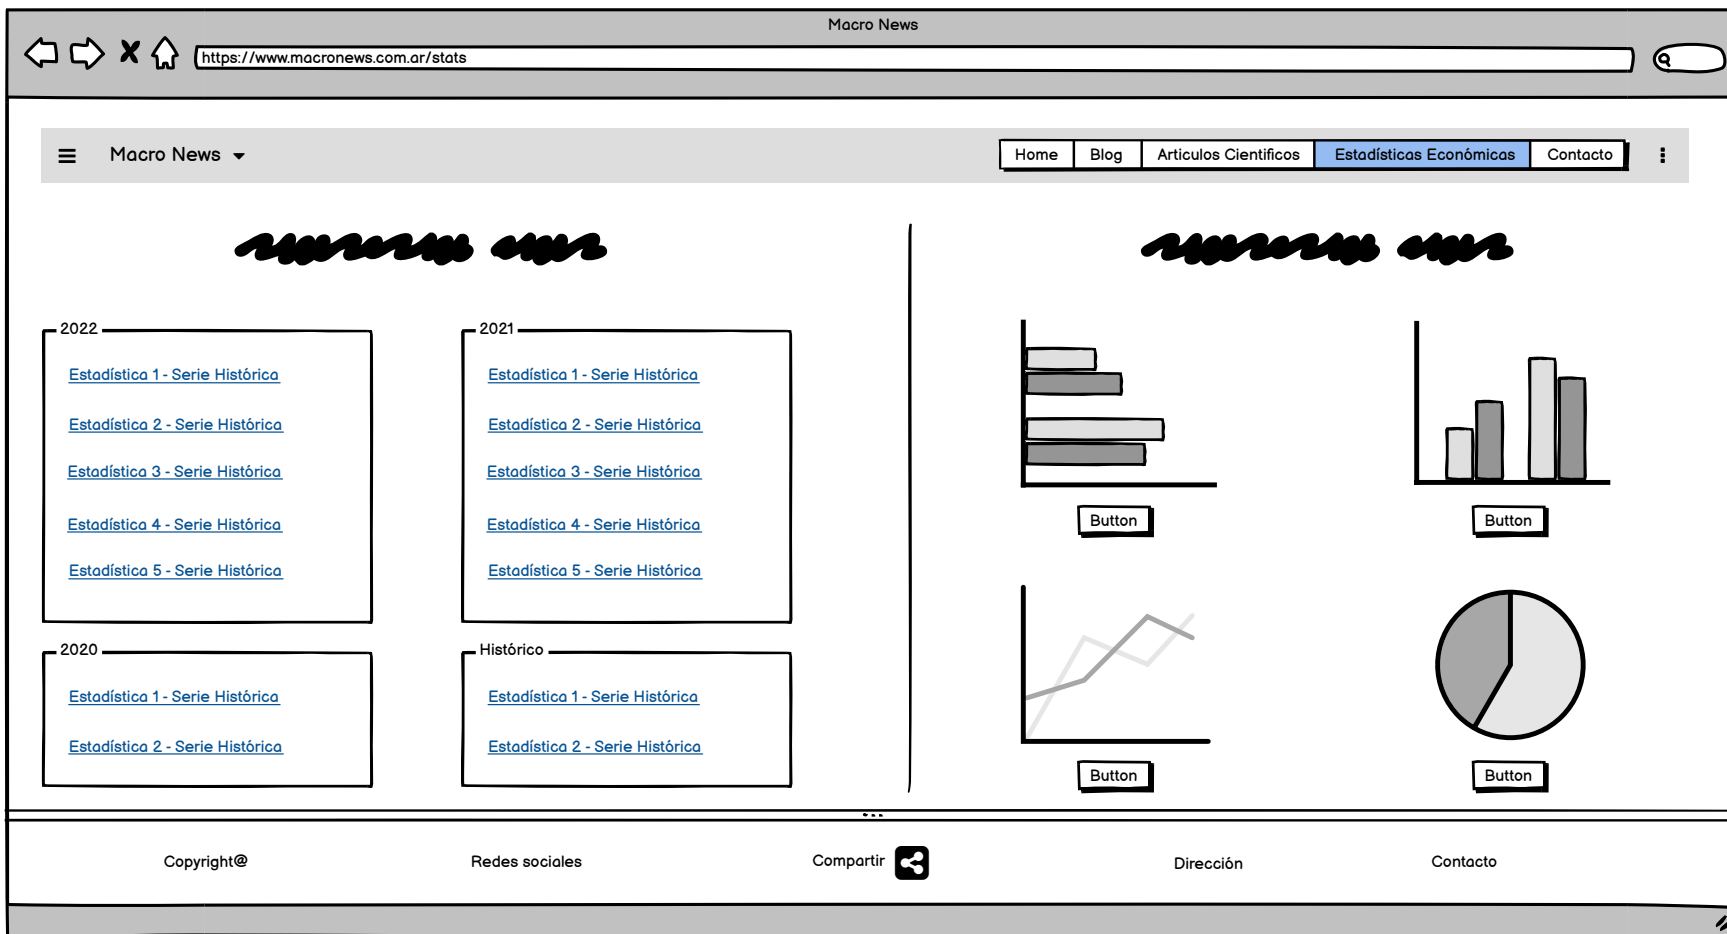 Macro News
https://www.macronews.com.ar/stats
Macro News
Home
Blog
Articulos Cientificos
Estadísticas Económicas
Contacto
2022
Estadística 1 - Serie Histórica
Estadística 2 - Serie Histórica
Estadística 3 - Serie Histórica
Estadística 4 - Serie Histórica
Estadística 5 - Serie Histórica
2021
Estadística 1 - Serie Histórica
Estadística 2 - Serie Histórica
Estadística 3 - Serie Histórica
Estadística 4 - Serie Histórica
Estadística 5 - Serie Histórica
2020
Estadística 1 - Serie Histórica
Estadística 2 - Serie Histórica
Histórico
Estadística 1 - Serie Histórica
Estadística 2 - Serie Histórica
Button
Button
Button
Button
Copyright@
Redes sociales
Compartir
Dirección
Contacto